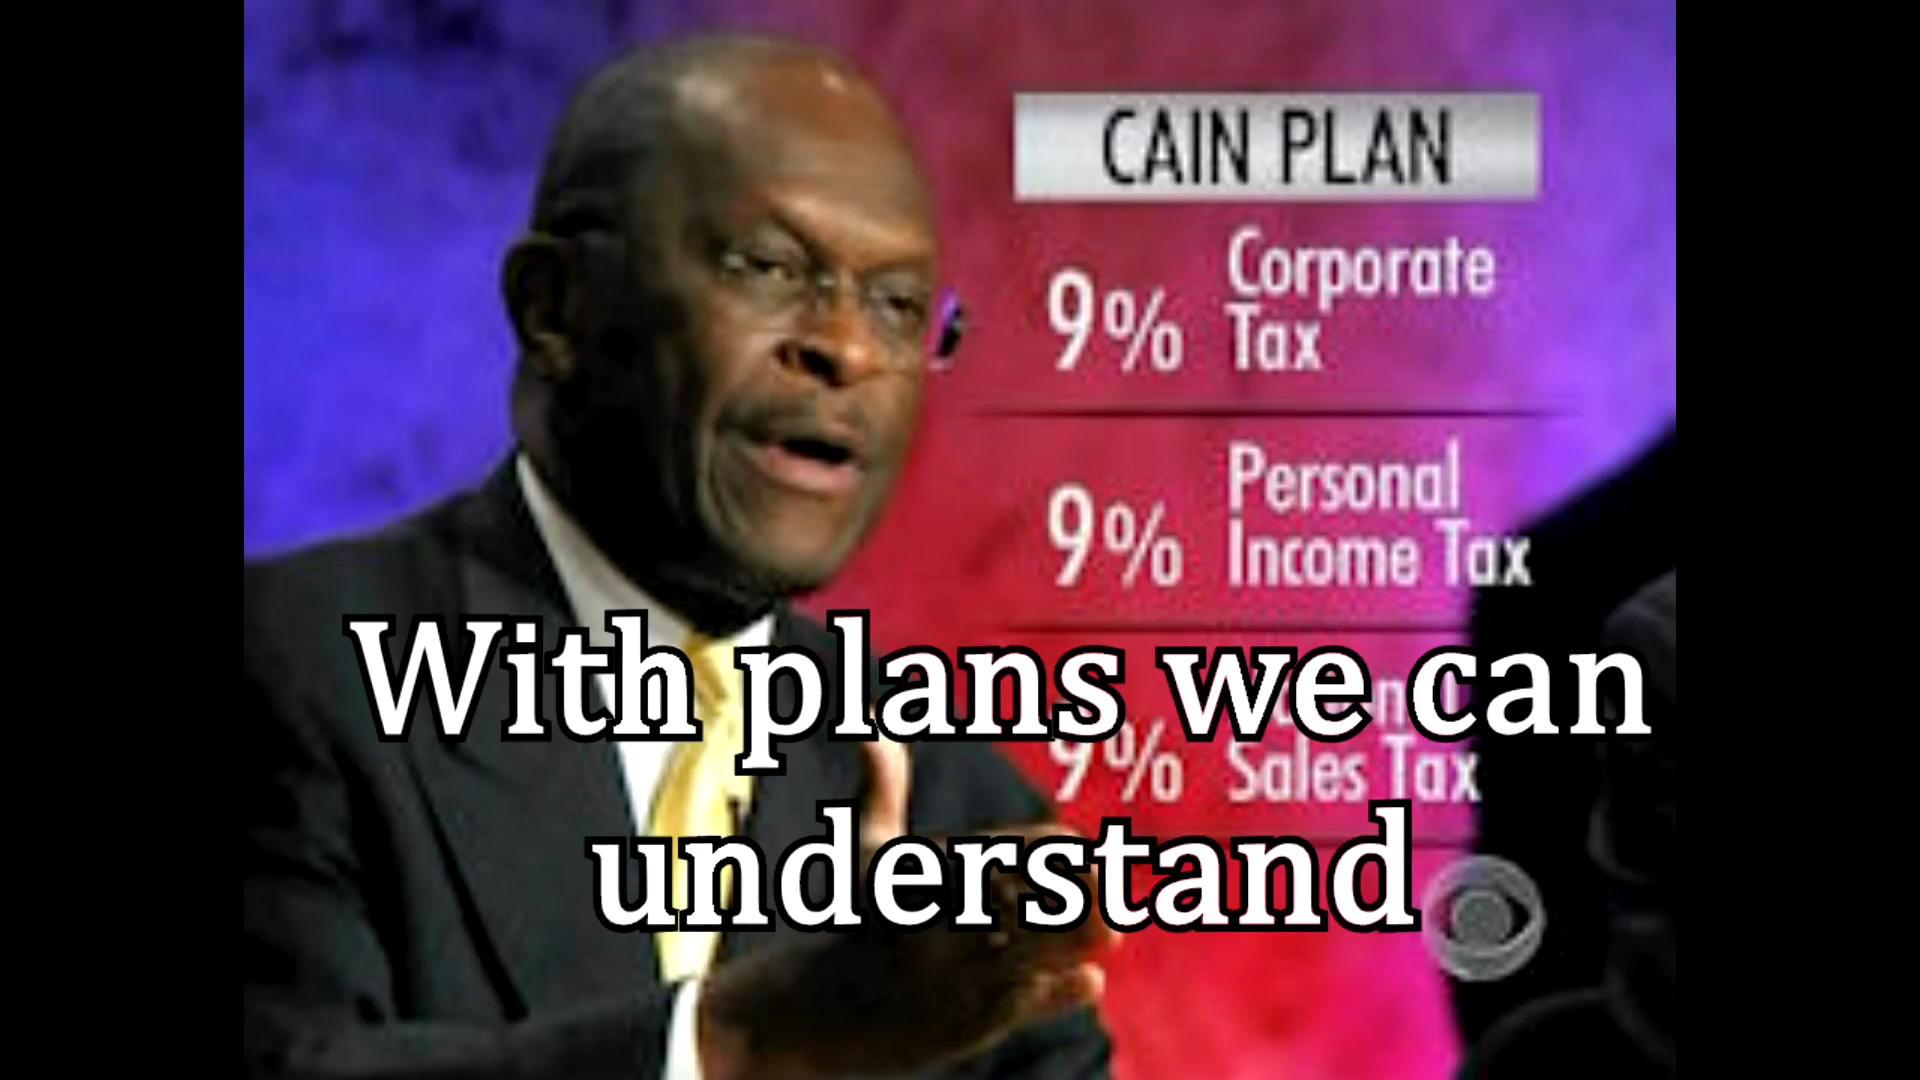 CAIN PLAN
9% Corporate
Tax
9% Personal
Income Tax
With plans we can
9% Sales Tax
understand